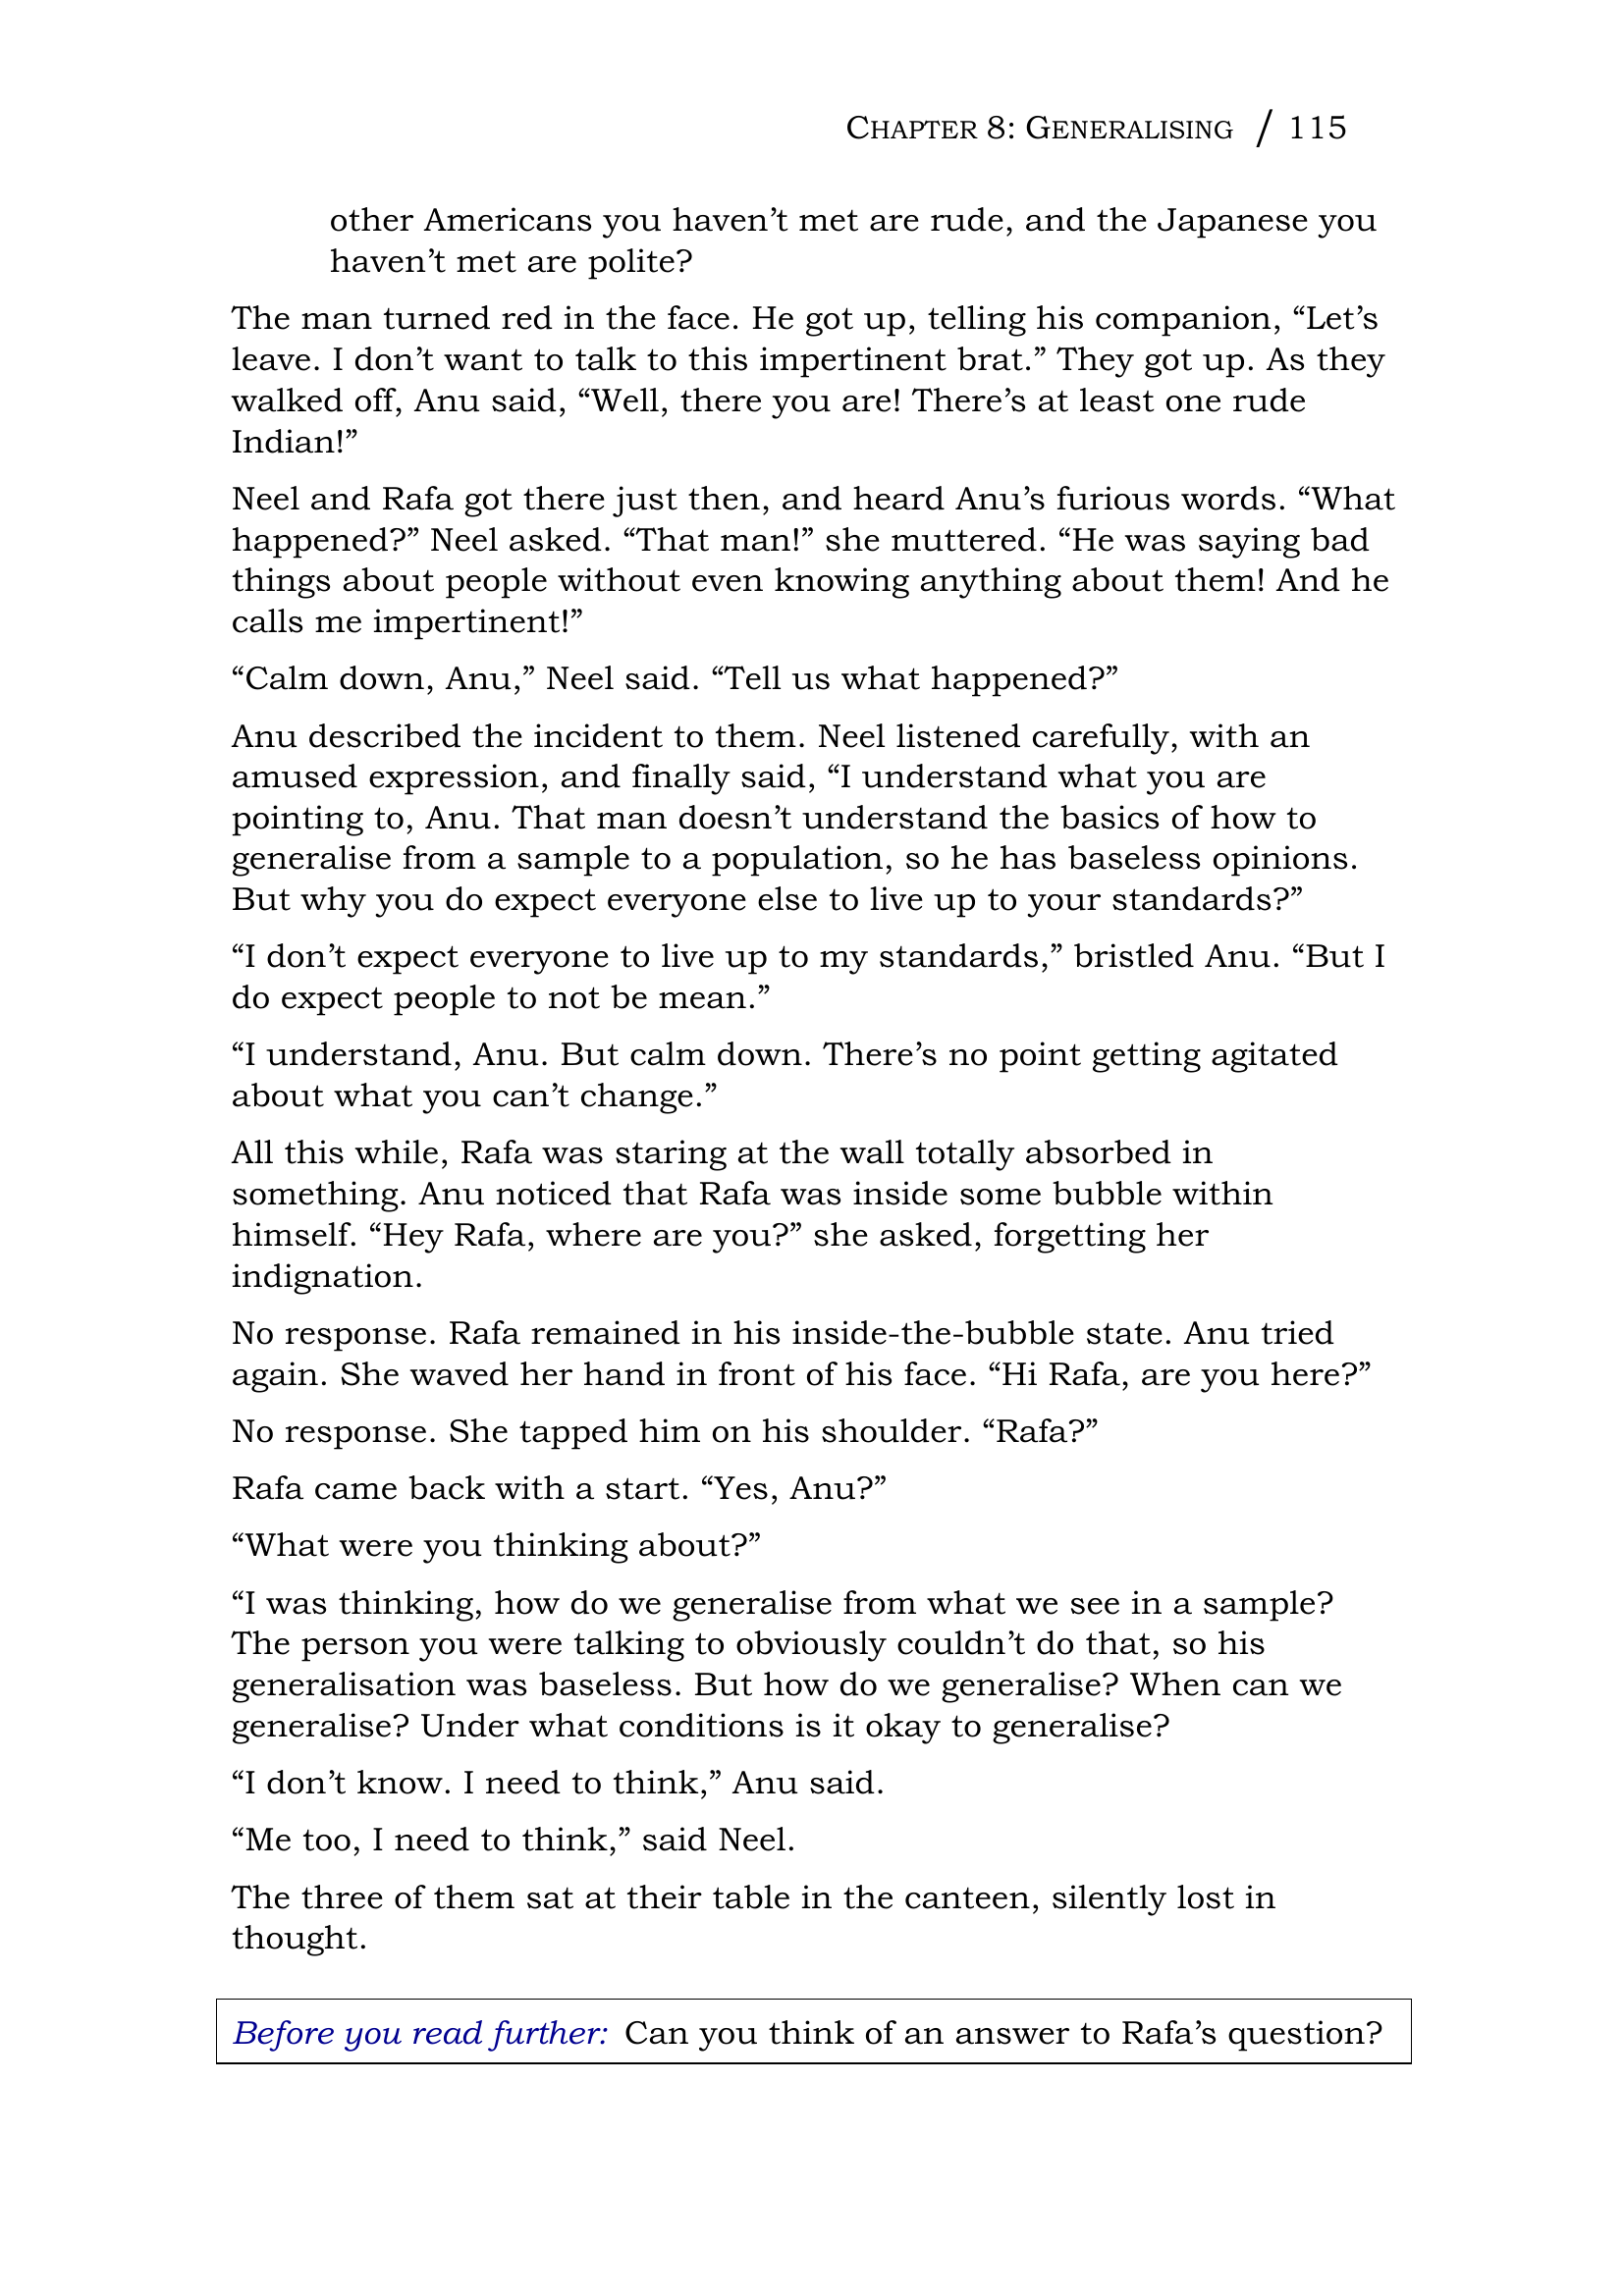 CHAPTER 8: GENERALISING / 115
other Americans you haven’t met are rude, and the Japanese you
haven’t met are polite?
The man turned red in the face. He got up, telling his companion, “Let’s
leave. I don’t want to talk to this impertinent brat.” They got up. As they
walked off, Anu said, “Well, there you are! There’s at least one rude
Indian!”
Neel and Rafa got there just then, and heard Anu’s furious words. “What
happened?” Neel asked. “That man!” she muttered. “He was saying bad
things about people without even knowing anything about them! And he
calls me impertinent!”
“Calm down, Anu,” Neel said. “Tell us what happened?”
Anu described the incident to them. Neel listened carefully, with an
amused expression, and finally said, “I understand what you are
pointing to, Anu. That man doesn’t understand the basics of how to
generalise from a sample to a population, so he has baseless opinions.
But why you do expect everyone else to live up to your standards?”
“I don’t expect everyone to live up to my standards,” bristled Anu. “But I
do expect people to not be mean.”
“I understand, Anu. But calm down. There’s no point getting agitated
about what you can’t change.”
All this while, Rafa was staring at the wall totally absorbed in
something. Anu noticed that Rafa was inside some bubble within
himself. “Hey Rafa, where are you?” she asked, forgetting her
indignation.
No response. Rafa remained in his inside-the-bubble state. Anu tried
again. She waved her hand in front of his face. “Hi Rafa, are you here?”
No response. She tapped him on his shoulder. “Rafa?”
Rafa came back with a start. “Yes, Anu?”
“What were you thinking about?”
“I was thinking, how do we generalise from what we see in a sample?
The person you were talking to obviously couldn’t do that, so his
generalisation was baseless. But how do we generalise? When can we
generalise? Under what conditions is it okay to generalise?
“I don’t know. I need to think,” Anu said.
“Me too, I need to think,” said Neel.
The three of them sat at their table in the canteen, silently lost in
thought.
Before you read further: Can you think of an answer to Rafa’s question?